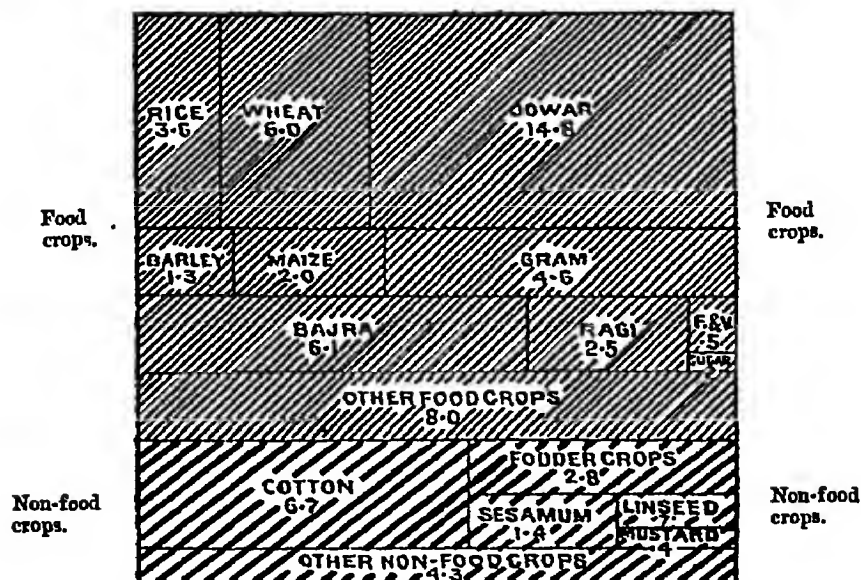 RICE
3·6
WHEAT
6·0
JOWAR
14·8
Food
crops.
Food
crops.
BARLEY
1·3
MAIZE
2·0
GRAM
4·6
BAJRA
6·1
RAGI
2·5
F.&V.
·5
SUGAR
OTHER FOOD CROPS
8·0
Non-food
crops.
Non-food
crops.
COTTON
6·7
FODDER CROPS
2·8
SESAMUM
1·4
LINSEED
·7
MUSTARD
·4
OTHER NON-FOOD CROPS
4·3